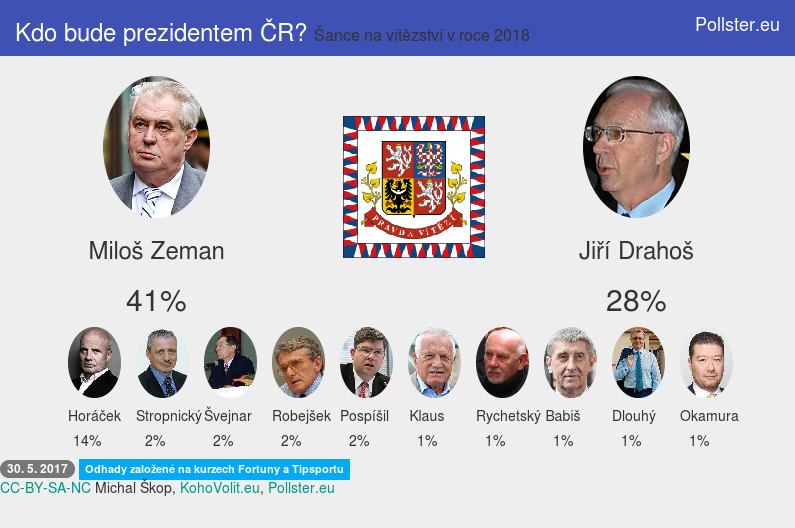 Kdo bude prezidentem ČR? Šance na vítězství v roce 2018
Pollster.eu
PRAVDA VÍTĚZÍ
Miloš Zeman
Jiří Drahoš
41%
28%
Horáček Stropnický Švejnar Robejšek Pospíšil Klaus Rychetský Babiš Dlouhý Okamura
14% 2% 2% 2% 2% 1% 1% 1% 1% 1%
30. 5. 2017 Odhady založené na kurzech Fortuny a Tipsportu
CC-BY-SA-NC Michal Škop, KohoVolit.eu, Pollster.eu